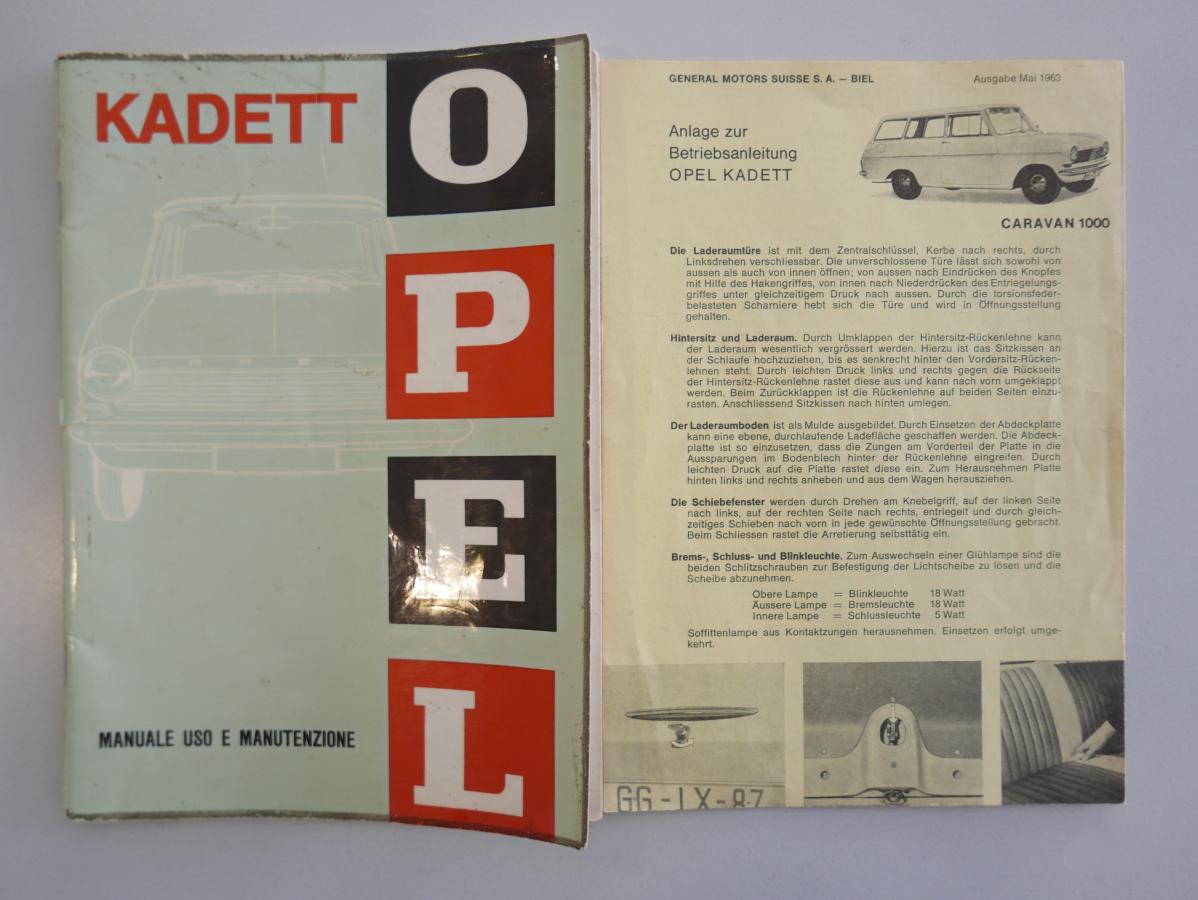 KADETT
O
P
E
L
MANUALE USO E MANUTENZIONE
GENERAL MOTORS SUISSE S. A. – BIEL
Ausgabe Mai 1963
Anlage zur
Betriebsanleitung
OPEL KADETT
CARAVAN 1000
Die Laderaumtüre ist mit dem Zentralschlüssel, Kerbe nach rechts, durch
Linksdrehen verschliessbar. Die unverschlossene Türe lässt sich sowohl von
aussen als auch von innen öffnen; von aussen nach Eindrücken des Knopfes
mit Hilfe des Hakengriffes, von innen nach Niederdrücken des Entriegelungs-
griffes unter gleichzeitigem Druck nach aussen. Durch die torsionsfeder-
belasteten Scharniere hebt sich die Türe und wird in Öffnungsstellung
gehalten.
Hintersitz und Laderaum. Durch Umklappen der Hintersitz-Rückenlehne kann
der Laderaum wesentlich vergrössert werden. Hierzu ist das Sitzkissen an
der Schlaufe hochzuziehen, bis es senkrecht hinter den Vordersitz-Rücken-
lehnen steht. Durch leichten Druck links und rechts gegen die Rückseite
der Hintersitz-Rückenlehne rastet diese aus und kann nach vorn umgeklappt
werden. Beim Zurückklappen ist die Rückenlehne auf beiden Seiten einzu-
rasten. Anschliessend Sitzkissen nach hinten umlegen.
Der Laderaumboden ist als Mulde ausgebildet. Durch Einsetzen der Abdeckplatte
kann eine ebene, durchlaufende Ladefläche geschaffen werden. Die Abdeck-
platte ist so einzusetzen, dass die Zungen am Vorderteil der Platte in die
Aussparungen im Bodenblech hinter der Rückenlehne eingreifen. Durch
leichten Druck auf die Platte rastet diese ein. Zum Herausnehmen Platte
hinten links und rechts anheben und aus dem Wagen herausziehen.
Die Schiebefenster werden durch Drehen am Knebelgriff, auf der linken Seite
nach links, auf der rechten Seite nach rechts, entriegelt und durch gleich-
zeitiges Schieben nach vorn in jede gewünschte Öffnungsstellung gebracht.
Beim Schliessen rastet die Arretierung selbsttätig ein.
Brems-, Schluss- und Blinkleuchte. Zum Auswechseln einer Glühlampe sind die
beiden Schlitzschrauben zur Befestigung der Lichtscheibe zu lösen und die
Scheibe abzunehmen.
Obere Lampe = Blinkleuchte 18 Watt
Äussere Lampe = Bremsleuchte 18 Watt
Innere Lampe = Schlussleuchte 5 Watt
Soffittenlampe aus Kontaktzungen herausnehmen. Einsetzen erfolgt umge-
kehrt.
GG-LX-87